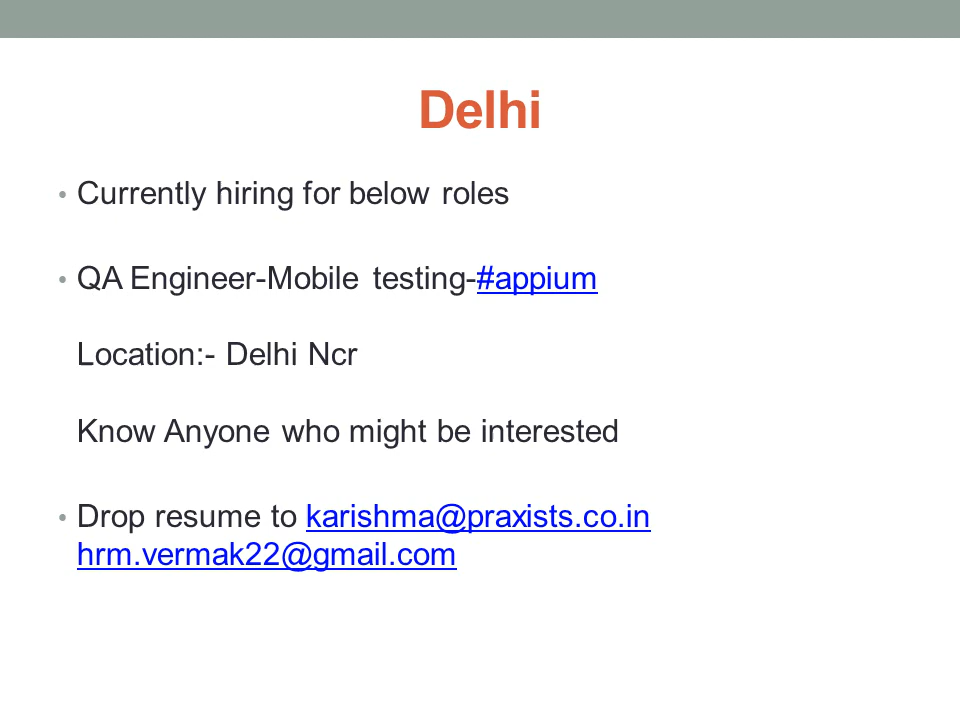 Delhi
• Currently hiring for below roles
• QA Engineer-Mobile testing-#appium
Location:- Delhi Ncr
Know Anyone who might be interested
• Drop resume to karishma@praxists.co.in
hrm.vermak22@gmail.com